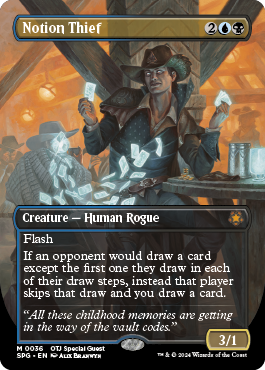 Notion Thief 2
Creature — Human Rogue
Flash
If an opponent would draw a card
except the first one they draw in each
of their draw steps, instead that player
skips that draw and you draw a card.
“All these childhood memories are getting
in the way of the vault codes.”
3/1
M 0036 OTJ Special Guest
SPG • EN Alix Branwyn
™ & © 2024 Wizards of the Coast